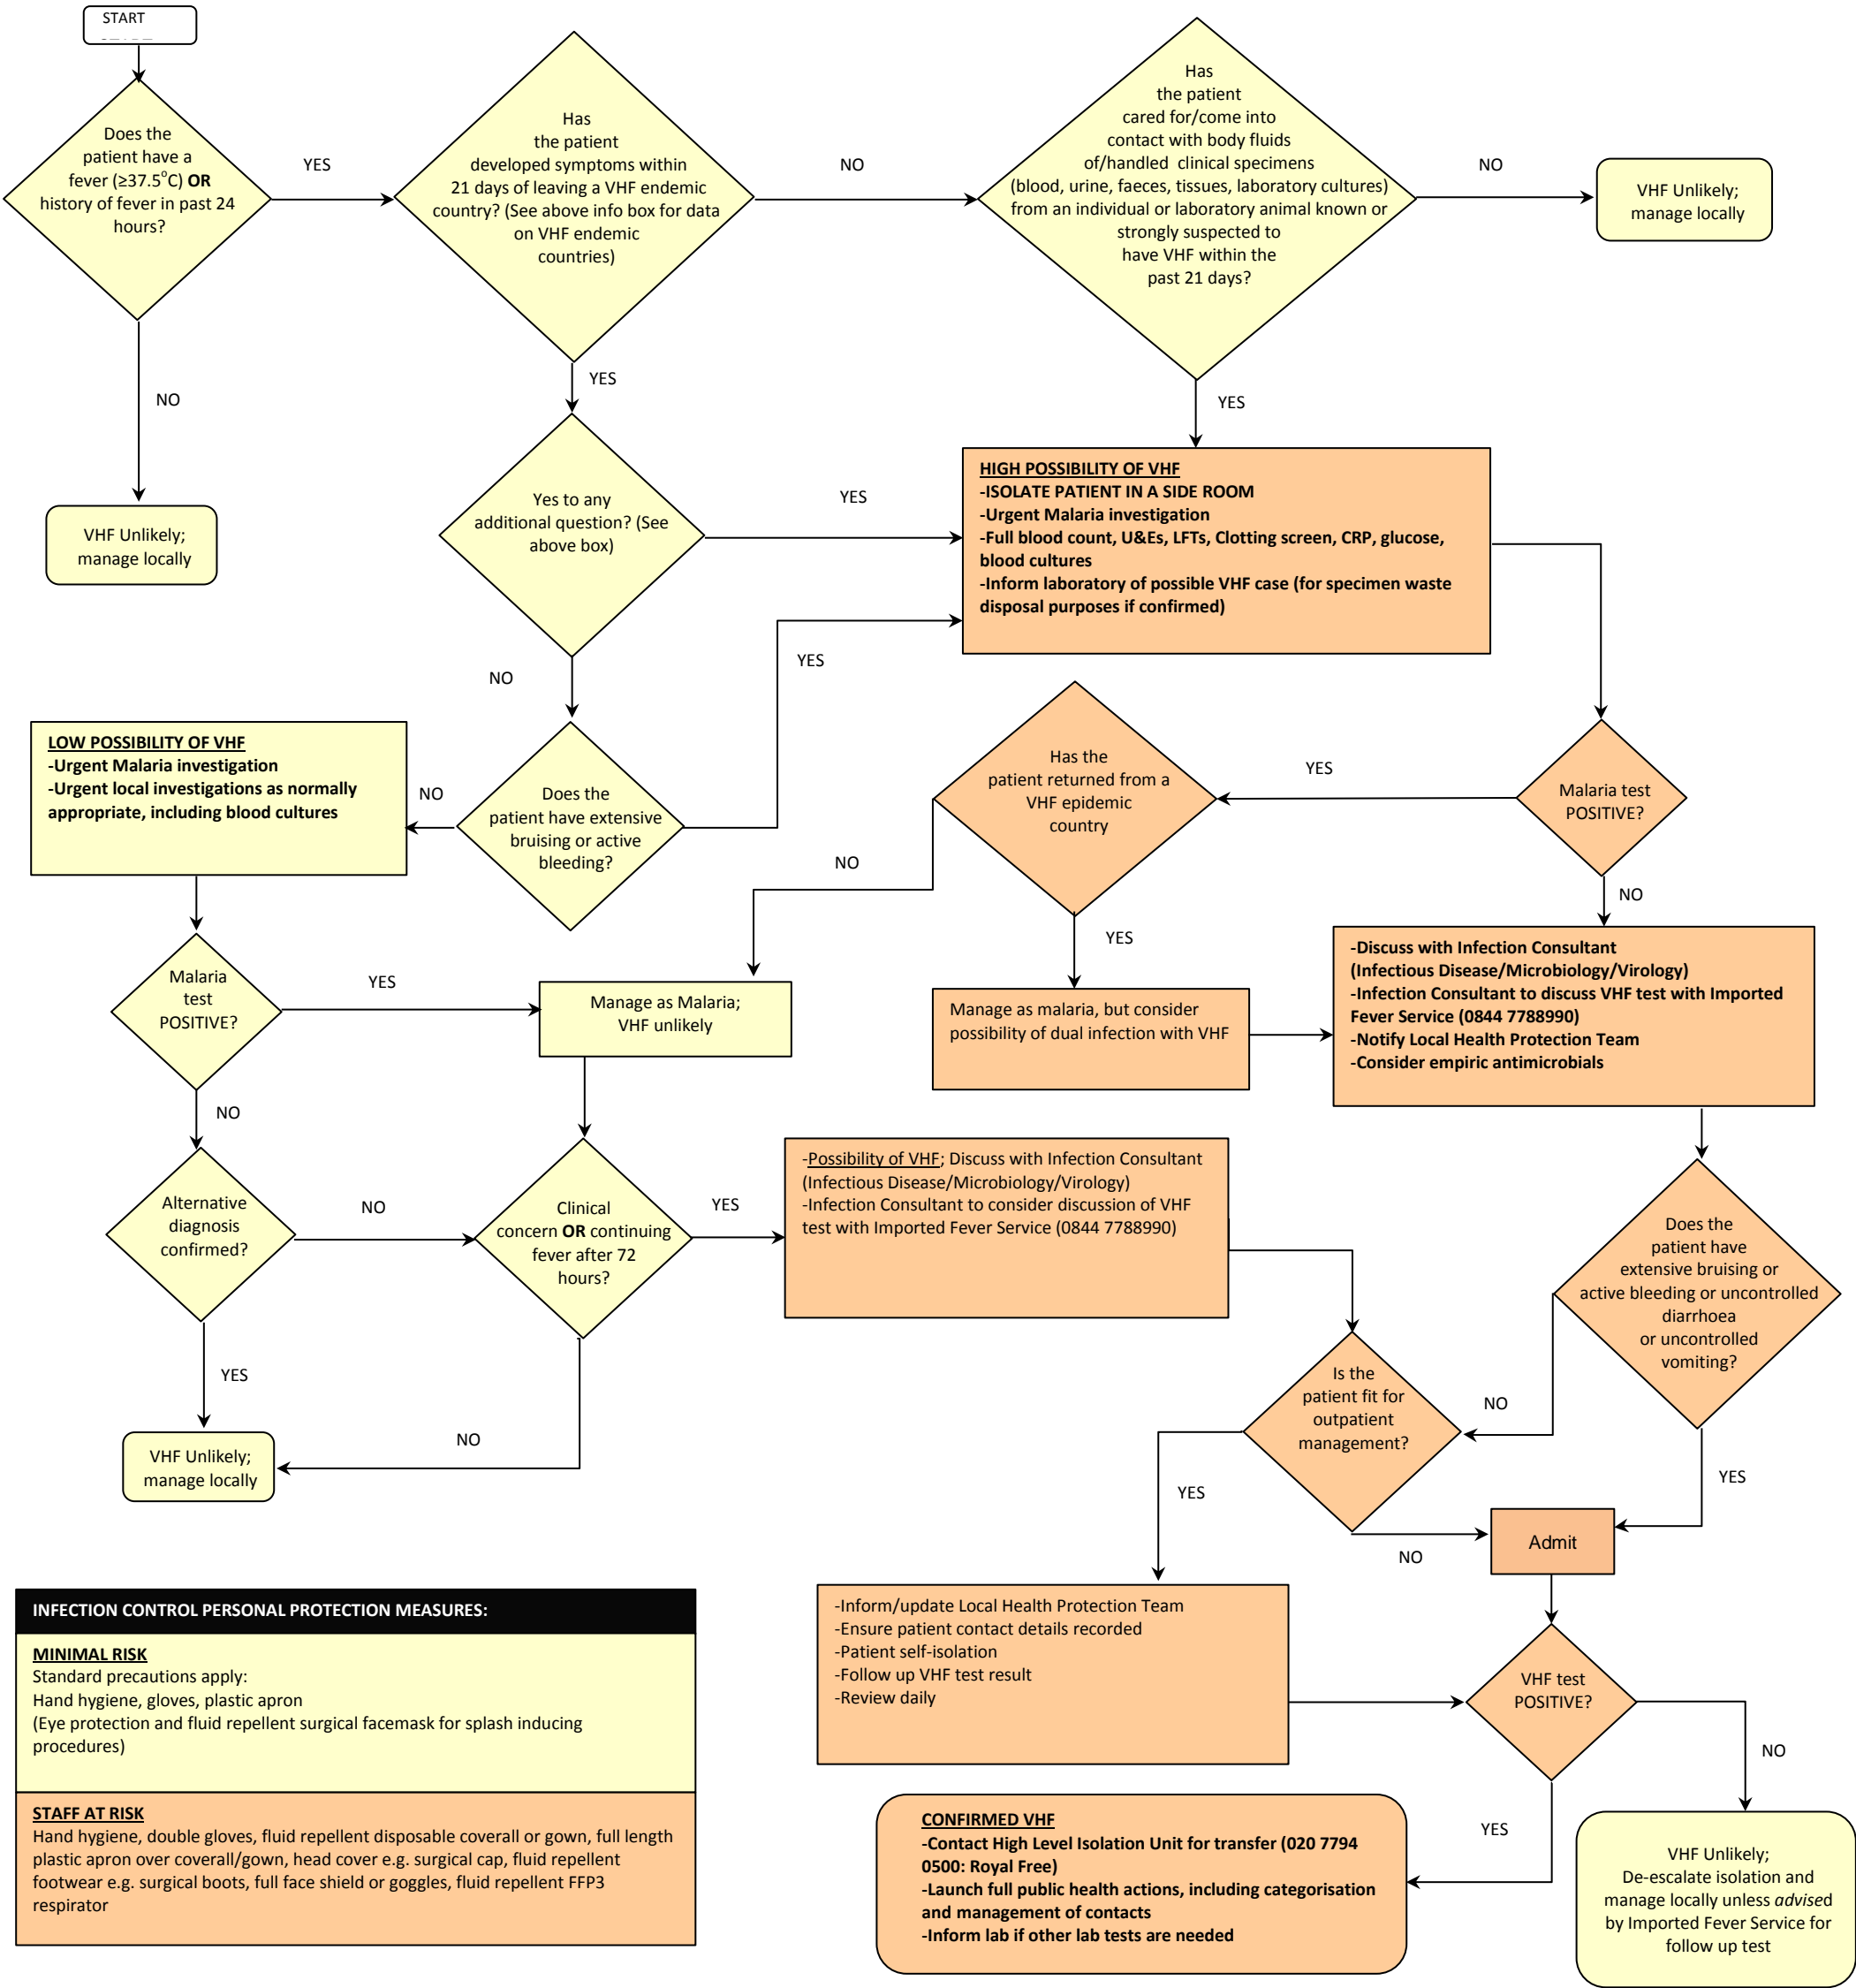 START
Does the
patient have a
fever (≥37.5°C) OR
history of fever in past 24
hours?
YES
NO
VHF Unlikely;
manage locally
Has
the patient
developed symptoms within
21 days of leaving a VHF endemic
country? (See above info box for data
on VHF endemic
countries)
NO
YES
Has
the patient
cared for/come into
contact with body fluids
of/handled clinical specimens
(blood, urine, faeces, tissues, laboratory cultures)
from an individual or laboratory animal known or
strongly suspected to
have VHF within the
past 21 days?
NO
VHF Unlikely;
manage locally
YES
Yes to any
additional question? (See
above box)
YES
NO
HIGH POSSIBILITY OF VHF
-ISOLATE PATIENT IN A SIDE ROOM
-Urgent Malaria investigation
-Full blood count, U&Es, LFTs, Clotting screen, CRP, glucose,
blood cultures
-Inform laboratory of possible VHF case (for specimen waste
disposal purposes if confirmed)
YES
Does the
patient have extensive
bruising or active
bleeding?
NO
LOW POSSIBILITY OF VHF
-Urgent Malaria investigation
-Urgent local investigations as normally
appropriate, including blood cultures
Has the
patient returned from a
VHF epidemic
country
YES
Malaria test
POSITIVE?
NO
NO
YES
Malaria
test
POSITIVE?
YES
Manage as Malaria;
VHF unlikely
Manage as malaria, but consider
possibility of dual infection with VHF
-Discuss with Infection Consultant
(Infectious Disease/Microbiology/Virology)
-Infection Consultant to discuss VHF test with Imported
Fever Service (0844 7788990)
-Notify Local Health Protection Team
-Consider empiric antimicrobials
NO
Alternative
diagnosis
confirmed?
NO
Clinical
concern OR continuing
fever after 72
hours?
YES
-Possibility of VHF; Discuss with Infection Consultant
(Infectious Disease/Microbiology/Virology)
-Infection Consultant to consider discussion of VHF
test with Imported Fever Service (0844 7788990)
Does the
patient have
extensive bruising or
active bleeding or uncontrolled
diarrhoea
or uncontrolled
vomiting?
YES
NO
VHF Unlikely;
manage locally
Is the
patient fit for
outpatient
management?
NO
YES
YES
NO
Admit
-Inform/update Local Health Protection Team
-Ensure patient contact details recorded
-Patient self-isolation
-Follow up VHF test result
-Review daily
VHF test
POSITIVE?
NO
YES
CONFIRMED VHF
-Contact High Level Isolation Unit for transfer (020 7794
0500: Royal Free)
-Launch full public health actions, including categorisation
and management of contacts
-Inform lab if other lab tests are needed
VHF Unlikely;
De-escalate isolation and
manage locally unless advised
by Imported Fever Service for
follow up test
INFECTION CONTROL PERSONAL PROTECTION MEASURES:
MINIMAL RISK
Standard precautions apply:
Hand hygiene, gloves, plastic apron
(Eye protection and fluid repellent surgical facemask for splash inducing
procedures)
STAFF AT RISK
Hand hygiene, double gloves, fluid repellent disposable coverall or gown, full length
plastic apron over coverall/gown, head cover e.g. surgical cap, fluid repellent
footwear e.g. surgical boots, full face shield or goggles, fluid repellent FFP3
respirator